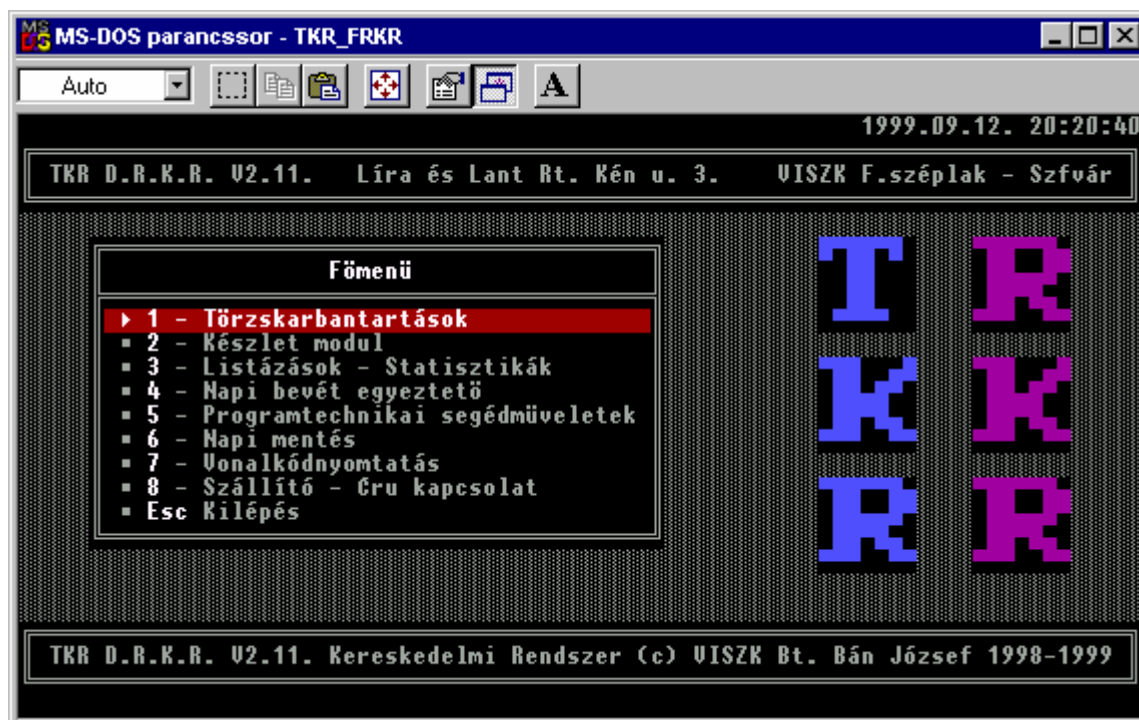 MS-DOS parancssor - TKR_FRKR
Auto
A
1999.09.12. 20:20:40
TKR D.R.K.R. V2.11. Líra és Lant Rt. Kén u. 3. VISZK F.széplak - Szfvár
Fömenü
1 - Törzskarbantartások
2 - Készlet modul
3 - Listázások - Statisztikák
4 - Napi bevét egyeztetö
5 - Programtechnikai segédmüveletek
6 - Napi mentés
7 - Vonalkódnyomtatás
8 - Szállító - Cru kapcsolat
Esc Kilépés
T R
K K
R R
TKR D.R.K.R. V2.11. Kereskedelmi Rendszer (c) VISZK Bt. Bán József 1998-1999